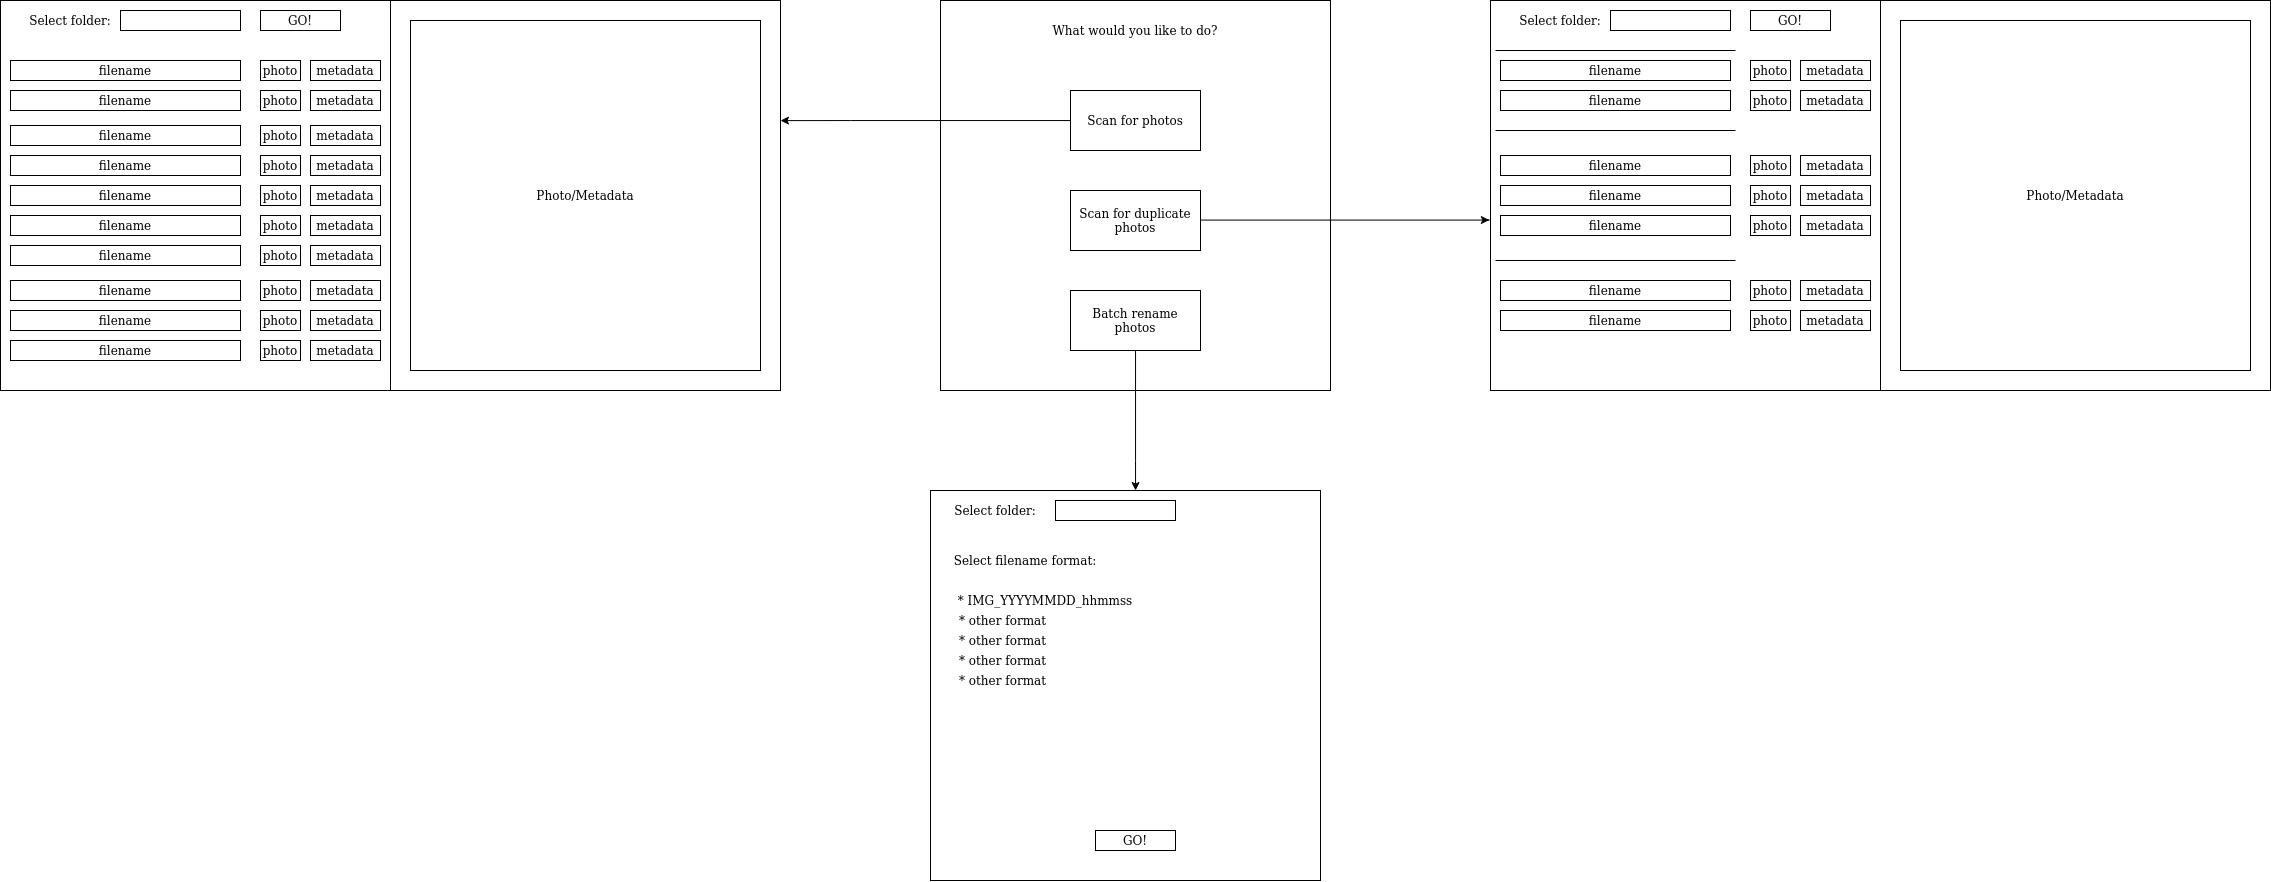 Select folder:
GO!
filename photo metadata
filename photo metadata
filename photo metadata
filename photo metadata
filename photo metadata
filename photo metadata
filename photo metadata
filename photo metadata
filename photo metadata
filename photo metadata
Photo/Metadata
What would you like to do?
Scan for photos
Scan for duplicate
photos
Batch rename
photos
Select folder:
GO!
filename photo metadata
filename photo metadata
filename photo metadata
filename photo metadata
filename photo metadata
filename photo metadata
filename photo metadata
Photo/Metadata
Select folder:
Select filename format:
* IMG_YYYYMMDD_hhmmss
* other format
* other format
* other format
* other format
GO!